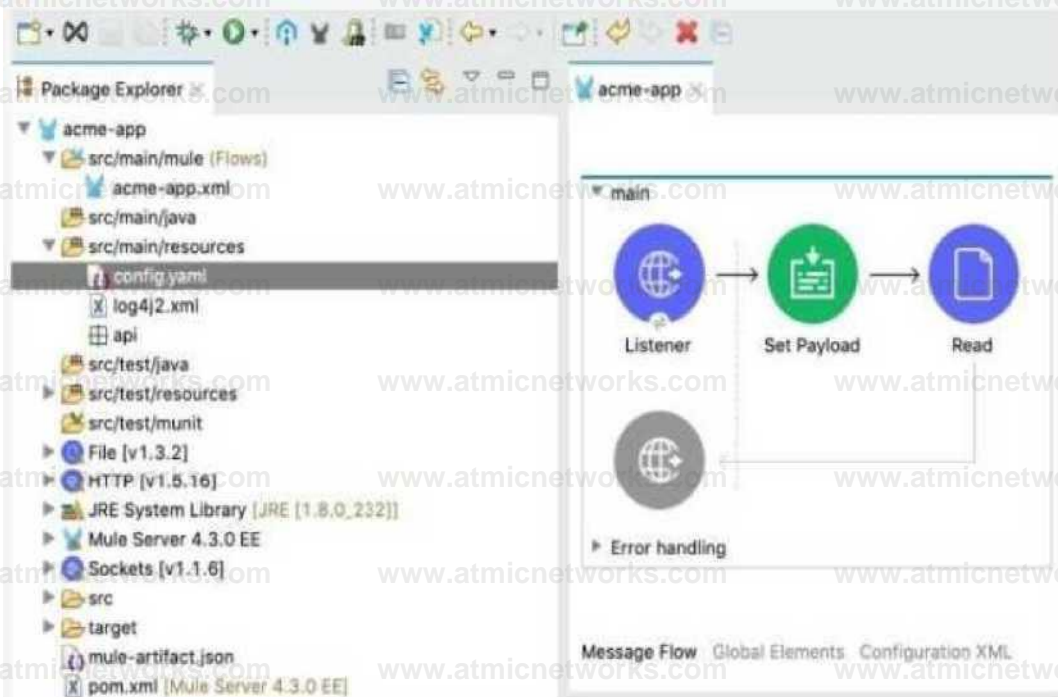 Package Explorer
acme-app
src/main/mule (Flows)
acme-app.xml
src/main/java
src/main/resources
config.yaml
log4j2.xml
api
src/test/java
src/test/resources
src/test/munit
File [v1.3.2]
HTTP [v1.5.16]
JRE System Library [JRE [1.8.0_232]]
Mule Server 4.3.0 EE
Sockets [v1.1.6]
src
target
mule-artifact.json
pom.xml [Mule Server 4.3.0 EE]
acme-app
main
Listener
Set Payload
Read
Error handling
Message Flow Global Elements Configuration XML
www.atmicnetworks.com